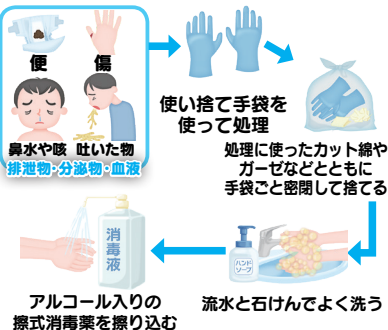 便
傷
鼻水や咳
吐いた物
排泄物・分泌物・血液
使い捨て手袋を
使って処理
処理に使ったカット綿や
ガーゼなどとともに
手袋ごと密閉して捨てる
ハンド
ソープ
流水と石けんでよく洗う
消毒液
アルコール入りの
擦式消毒薬を擦り込む